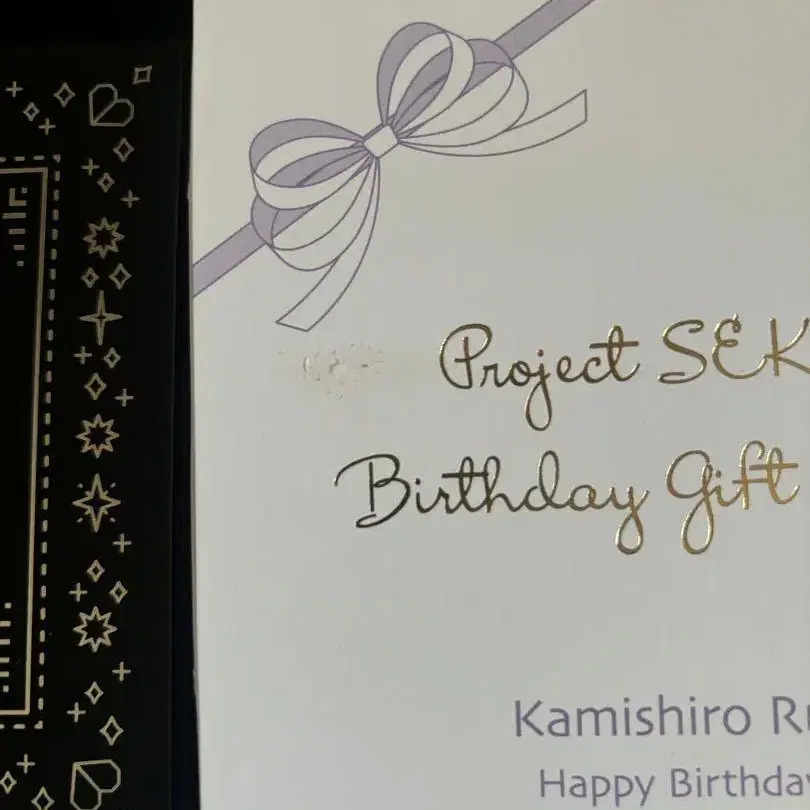 Project SEK
Birthday Gift
Kamishiro Ru
Happy Birthday